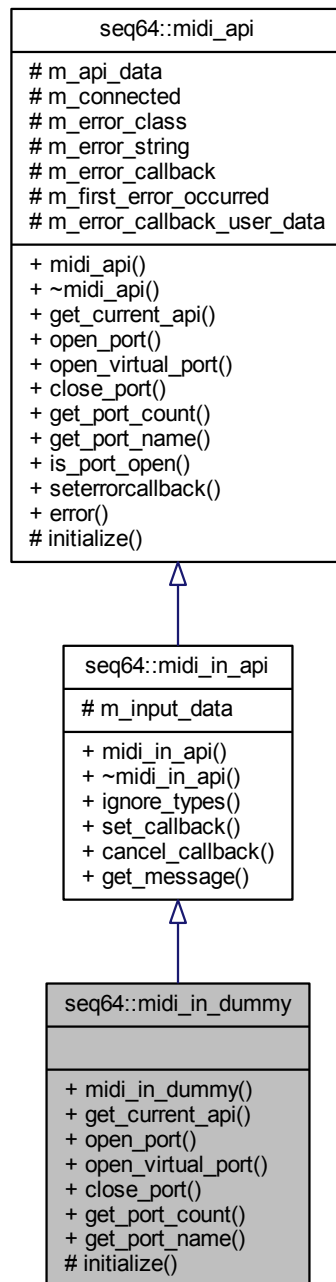 seq64::midi_api
# m_api_data
# m_connected
# m_error_class
# m_error_string
# m_error_callback
# m_first_error_occurred
# m_error_callback_user_data
+ midi_api()
+ ~midi_api()
+ get_current_api()
+ open_port()
+ open_virtual_port()
+ close_port()
+ get_port_count()
+ get_port_name()
+ is_port_open()
+ seterrorcallback()
+ error()
# initialize()
seq64::midi_in_api
# m_input_data
+ midi_in_api()
+ ~midi_in_api()
+ ignore_types()
+ set_callback()
+ cancel_callback()
+ get_message()
seq64::midi_in_dummy
+ midi_in_dummy()
+ get_current_api()
+ open_port()
+ open_virtual_port()
+ close_port()
+ get_port_count()
+ get_port_name()
# initialize()